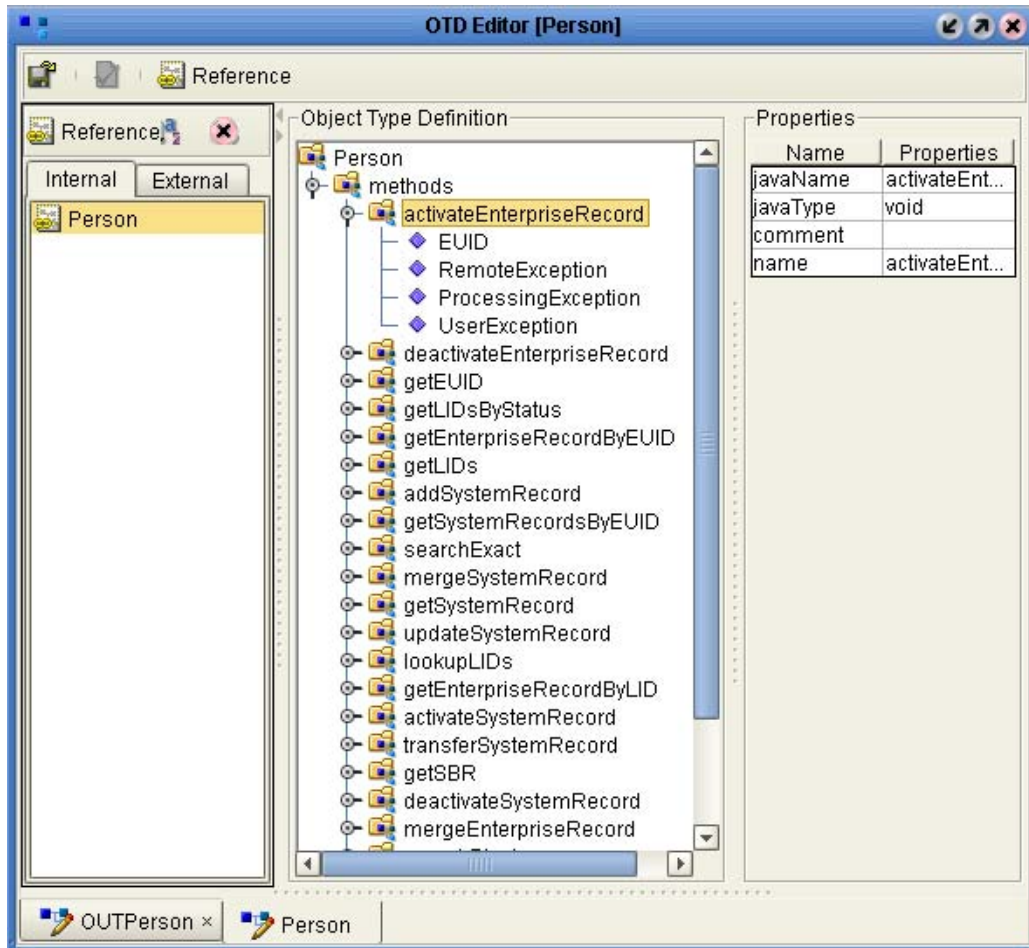 OTD Editor [Person]
Reference
Reference
Internal
External
Person
Object Type Definition
Person
methods
activateEnterpriseRecord
EUID
RemoteException
ProcessingException
UserException
deactivateEnterpriseRecord
getEUID
getLIDsByStatus
getEnterpriseRecordByEUID
getLIDs
addSystemRecord
getSystemRecordsByEUID
searchExact
mergeSystemRecord
getSystemRecord
updateSystemRecord
lookupLIDs
getEnterpriseRecordByLID
activateSystemRecord
transferSystemRecord
getSBR
deactivateSystemRecord
mergeEnterpriseRecord
Properties
Name Properties
javaName activateEnt...
javaType void
comment
name activateEnt...
OUTPerson ×
Person